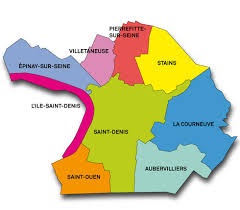 PIERREFITTE-
SUR-SEINE
VILLETANEUSE
ÉPINAY-SUR-SEINE
STAINS
L'ILE-SAINT-DENIS
LA COURNEUVE
SAINT-DENIS
AUBERVILLIERS
SAINT-OUEN